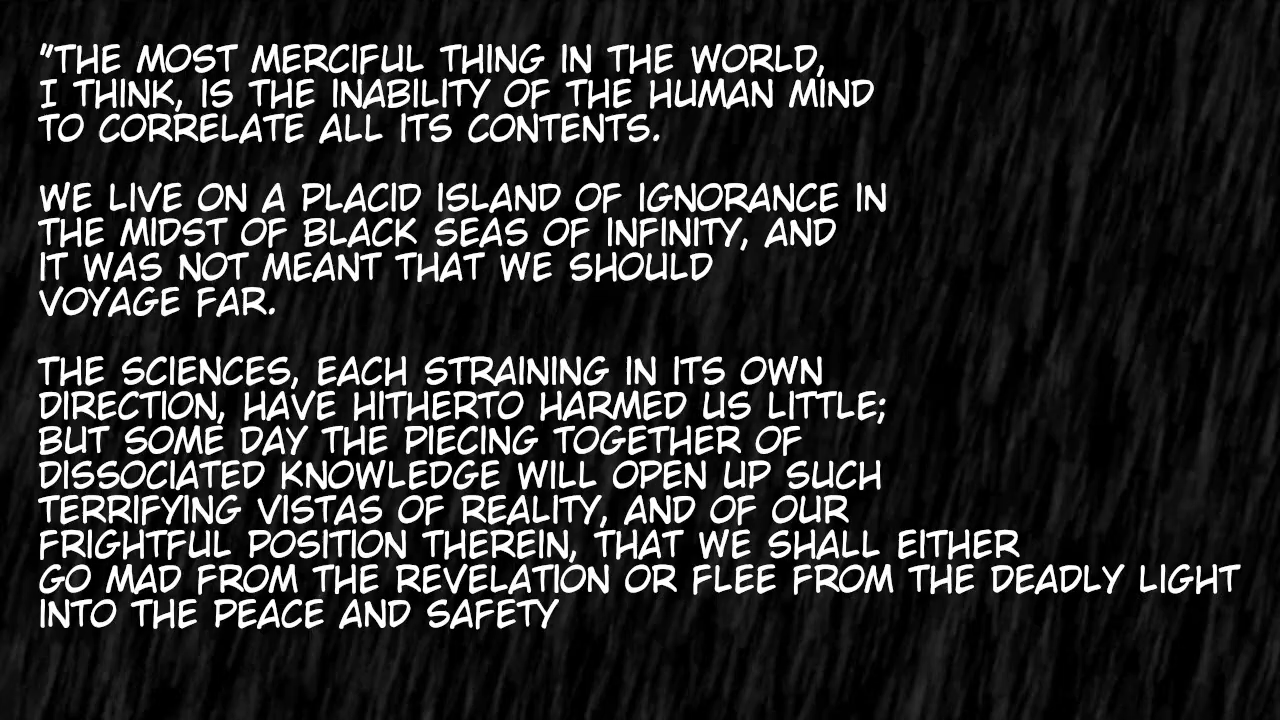 "THE MOST MERCIFUL THING IN THE WORLD,
I THINK, IS THE INABILITY OF THE HUMAN MIND
TO CORRELATE ALL ITS CONTENTS.
WE LIVE ON A PLACID ISLAND OF IGNORANCE IN
THE MIDST OF BLACK SEAS OF INFINITY, AND
IT WAS NOT MEANT THAT WE SHOULD
VOYAGE FAR.
THE SCIENCES, EACH STRAINING IN ITS OWN
DIRECTION, HAVE HITHERTO HARMED US LITTLE;
BUT SOME DAY THE PIECING TOGETHER OF
DISSOCIATED KNOWLEDGE WILL OPEN UP SUCH
TERRIFYING VISTAS OF REALITY, AND OF OUR
FRIGHTFUL POSITION THEREIN, THAT WE SHALL EITHER
GO MAD FROM THE REVELATION OR FLEE FROM THE DEADLY LIGHT
INTO THE PEACE AND SAFETY